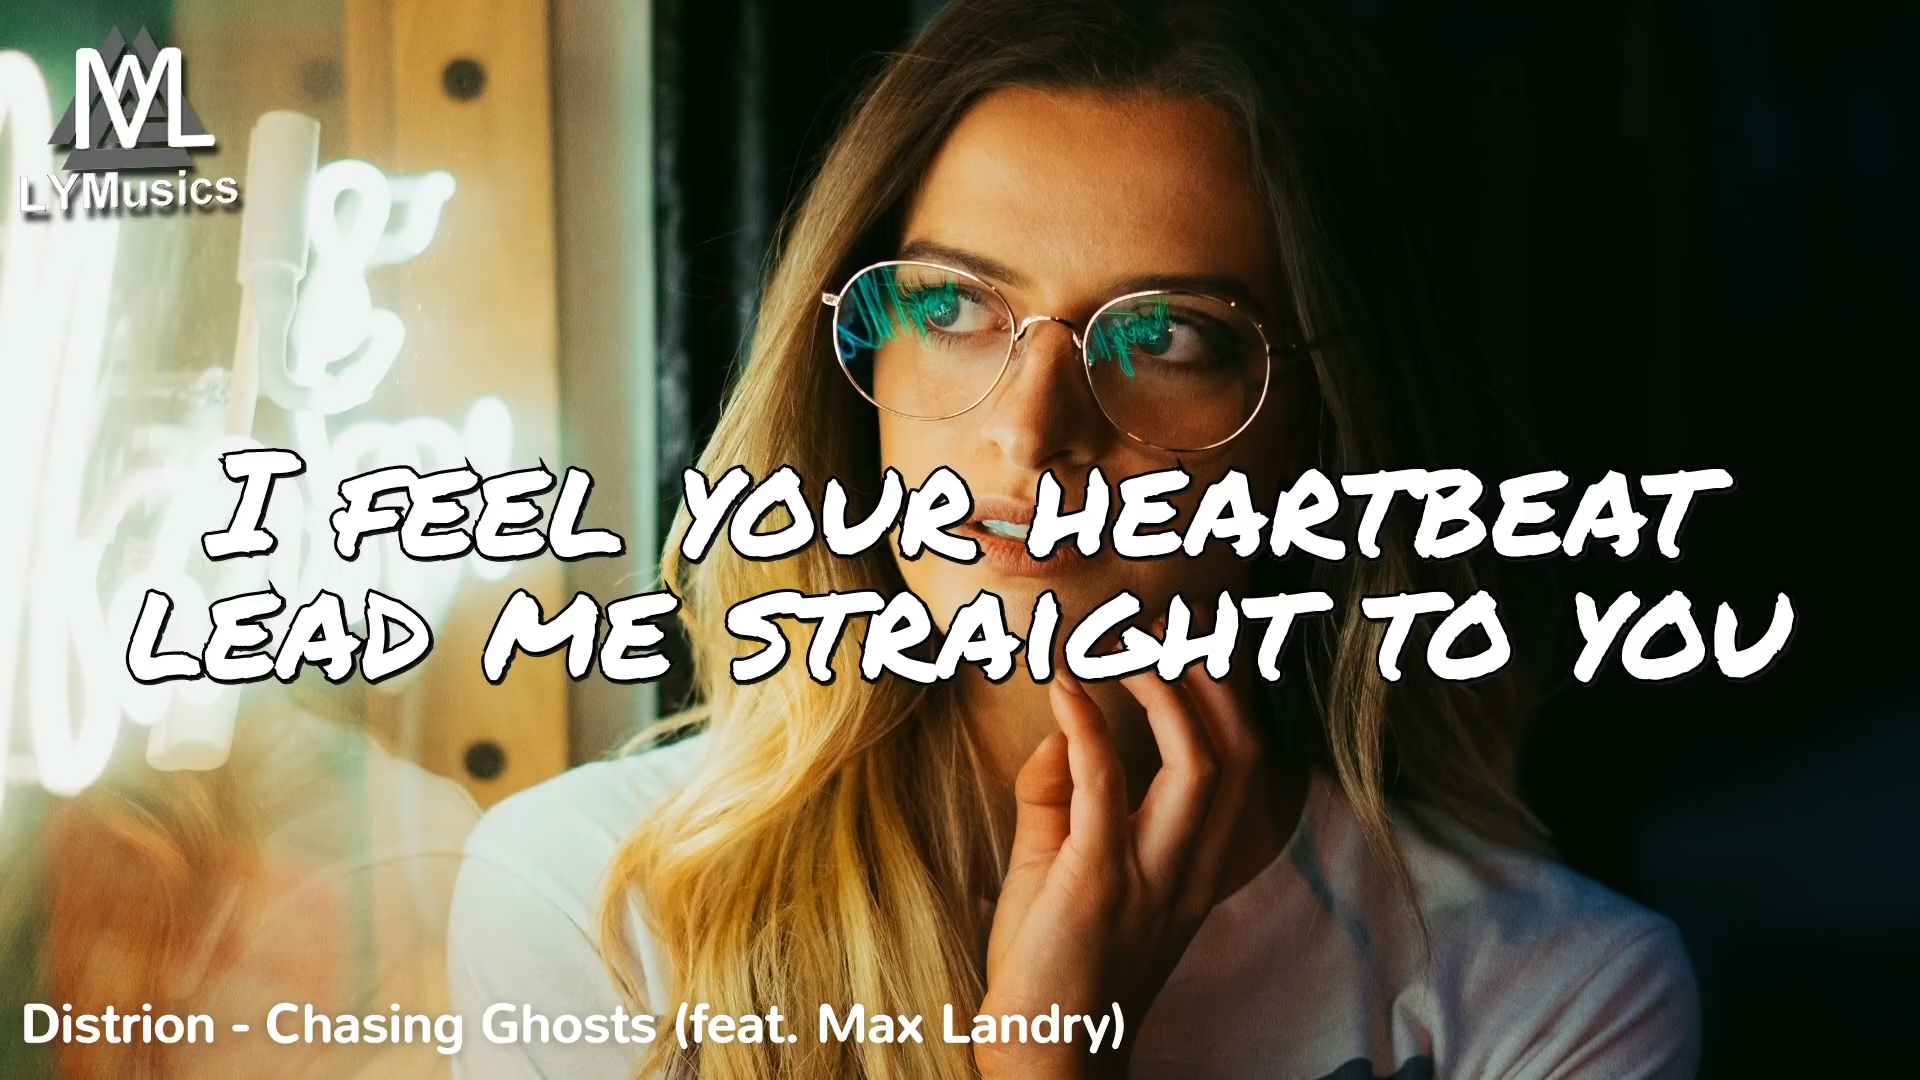 LYMusics
I FEEL YOUR HEARTBEAT
LEAD ME STRAIGHT TO YOU
Distrion - Chasing Ghosts (feat. Max Landry)